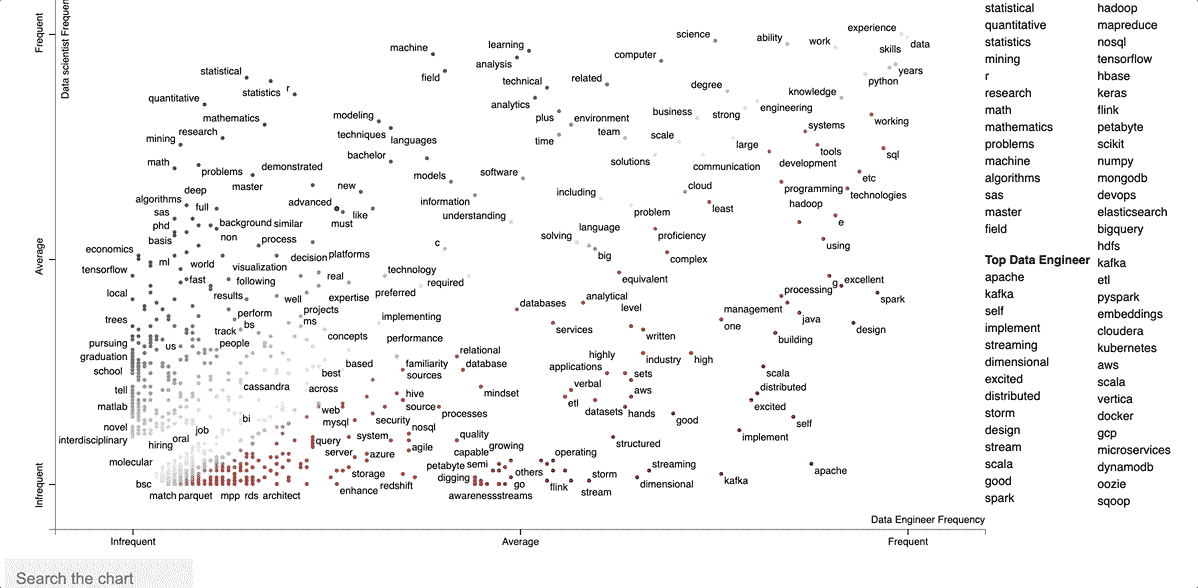 Frequent
Data scientist Frequen
experience
science
ability
work
data
machine
learning
skills
computer
analysis
years
statistical
field
technical
related
python
r
statistics
degree
knowledge
quantitative
analytics
engineering
modeling
plus
environment
business
strong
working
mathematics
systems
research
techniques
languages
team
scale
mining
time
large
tools
sql
bachelor
solutions
communication
development
math
problems
demonstrated
models
software
etc
deep
master
new
cloud
programming
technologies
algorithms
full
advanced
information
including
least
hadoop
sas
like
understanding
problem
phd
background
similar
must
language
e
basis
non
process
solving
proficiency
using
economics
decision
platforms
c
big
complex
tensorflow
ml
world
visualization
real
technology
fast
following
required
equivalent
g
excellent
local
results
well
expertise
preferred
analytical
processing
spark
perform
projects
databases
level
management
trees
bs
ms
implementing
java
track
services
one
design
pursuing
us
people
concepts
performance
written
building
graduation
relational
highly
based
familiarity
database
industry
high
school
best
sources
applications
sets
scala
tell
cassandra
across
hive
mindset
verbal
aws
distributed
matlab
web
source
processes
etl
datasets
hands
excited
novel
bi
mysql
security
nosql
good
self
interdisciplinary
job
system
quality
implement
hiring
oral
query
agile
growing
structured
server
azure
capable
operating
molecular
petabyte
semi
others
storm
streaming
apache
bsc
storage
digging
go
flink
dimensional
kafka
match
parquet
mpp
rds
architect
enhance
redshift
awareness
streams
stream
Average
Infrequent
Data Engineer Frequency
Infrequent
Average
Frequent
Search the chart
statistical
quantitative
statistics
mining
r
research
math
mathematics
problems
machine
algorithms
sas
master
field
Top Data Engineer
apache
kafka
self
implement
streaming
dimensional
excited
distributed
storm
design
stream
scala
good
spark
hadoop
mapreduce
nosql
tensorflow
hbase
keras
flink
petabyte
scikit
numpy
mongodb
devops
elasticsearch
bigquery
hdfs
kafka
etl
pyspark
embeddings
cloudera
kubernetes
aws
scala
vertica
docker
gcp
microservices
dynamodb
oozie
sqoop